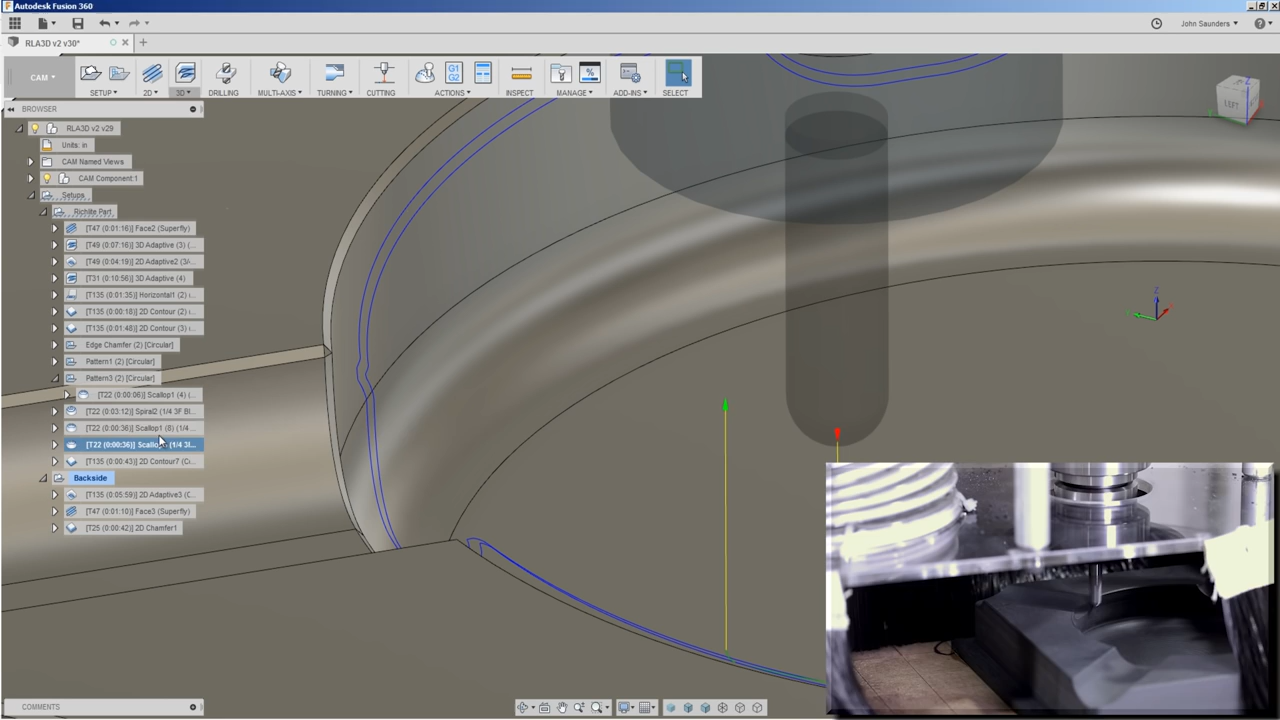 Autodesk Fusion 360
John Saunders
RLA3D v2 v30*
CAM
SETUP
2D
3D
DRILLING
MULTI-AXIS
TURNING
CUTTING
G1
G2
ACTIONS
INSPECT
MANAGE
ADD-INS
SELECT
BROWSER
LEFT
RLA3D v2 v29
Units: in
CAM Named Views
CAM Component:1
Setups
Richlite Part
[T47 (0:01:16)] Face2 (Superfly)
[T49 (0:07:16)] 3D Adaptive (3) (...
[T49 (0:04:19)] 2D Adaptive2 (3/...
[T31 (0:10:56)] 3D Adaptive (4)
[T135 (0:01:35)] Horizontal1 (2) ...
[T135 (0:00:18)] 2D Contour (2) ...
[T135 (0:01:48)] 2D Contour (3) ...
Edge Chamfer (2) [Circular]
Pattern1 (2) [Circular]
Pattern3 (2) [Circular]
[T22 (0:00:06)] Scallop1 (4) (...
[T22 (0:03:12)] Spiral2 (1/4 3F Bl...
[T22 (0:00:36)] Scallop1 (6) (1/4 ...
[T22 (0:00:36)] Scallo
[T135 (0:00:43)] 2D Contour7 (C...
Backside
[T135 (0:05:59)] 2D Adaptive3 (...
[T47 (0:01:10)] Face3 (Superfly)
[T25 (0:00:42)] 2D Chamfer1
Z
COMMENTS